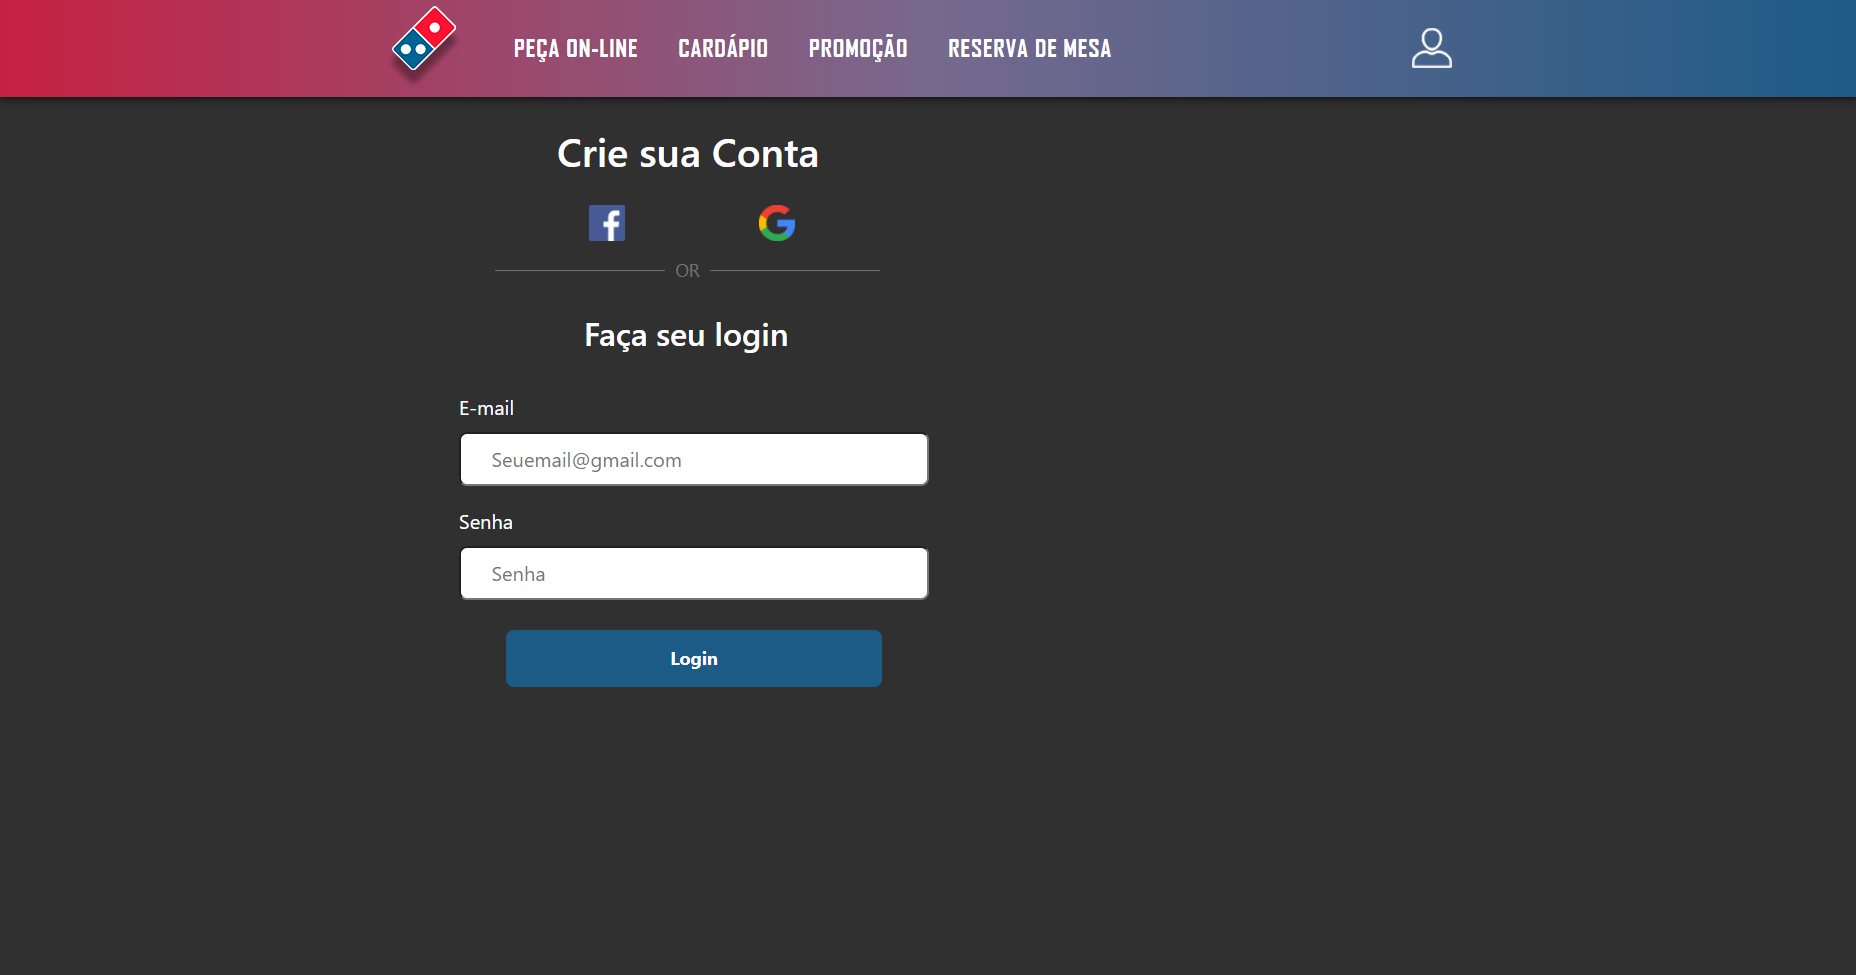 PEÇA ON-LINE CARDÁPIO PROMOÇÃO RESERVA DE MESA
Crie sua Conta
OR
Faça seu login
E-mail
Seuemail@gmail.com
Senha
Senha
Login